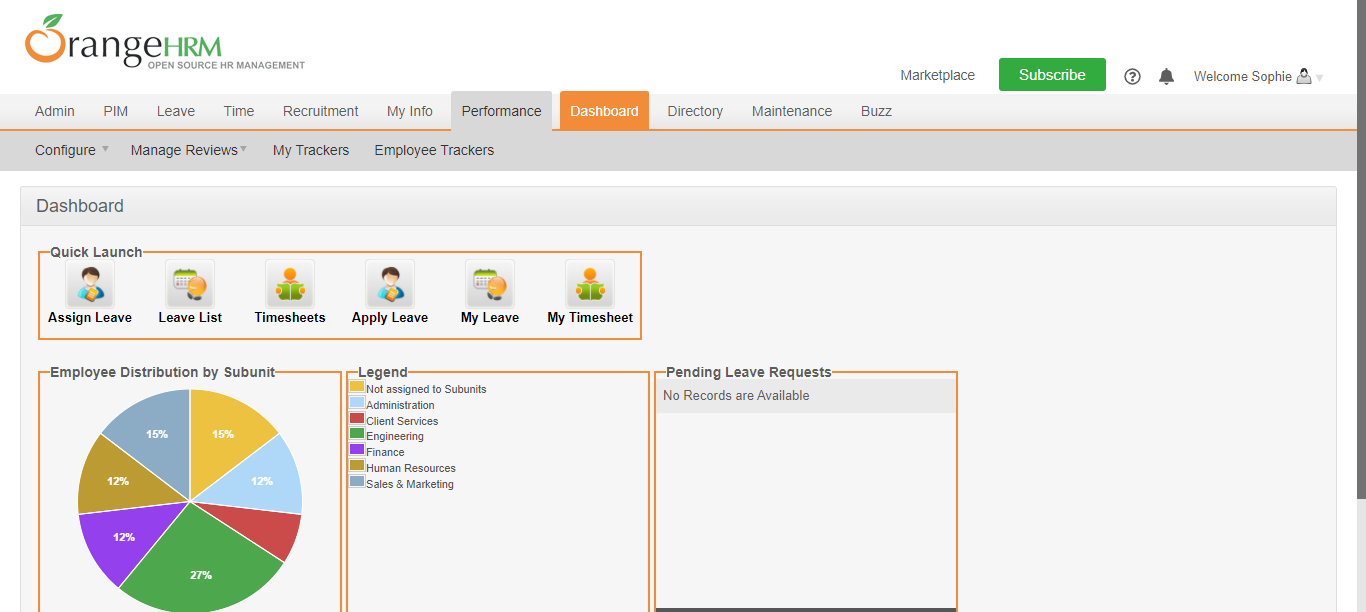 OrangeHRM
OPEN SOURCE HR MANAGEMENT
Marketplace Subscribe Welcome Sophie
Admin PIM Leave Time Recruitment My Info Performance Dashboard Directory Maintenance Buzz
Configure Manage Reviews My Trackers Employee Trackers
Dashboard
Quick Launch
Assign Leave Leave List Timesheets Apply Leave My Leave My Timesheet
Employee Distribution by Subunit
15%
12%
27%
12%
12%
15%
Legend
Not assigned to Subunits
Administration
Client Services
Engineering
Finance
Human Resources
Sales & Marketing
Pending Leave Requests
No Records are Available